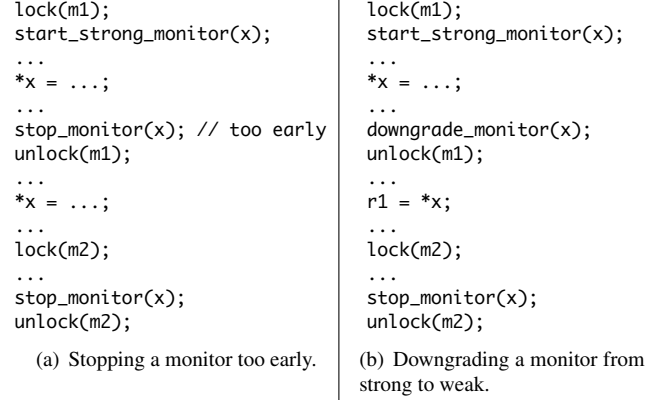 lock(m1);
start_strong_monitor(x);
...
*x = ...;
...
stop_monitor(x); // too early
unlock(m1);
...
*x = ...;
...
lock(m2);
...
stop_monitor(x);
unlock(m2);
(a) Stopping a monitor too early.
lock(m1);
start_strong_monitor(x);
...
*x = ...;
...
downgrade_monitor(x);
unlock(m1);
...
r1 = *x;
...
lock(m2);
...
stop_monitor(x);
unlock(m2);
(b) Downgrading a monitor from
strong to weak.